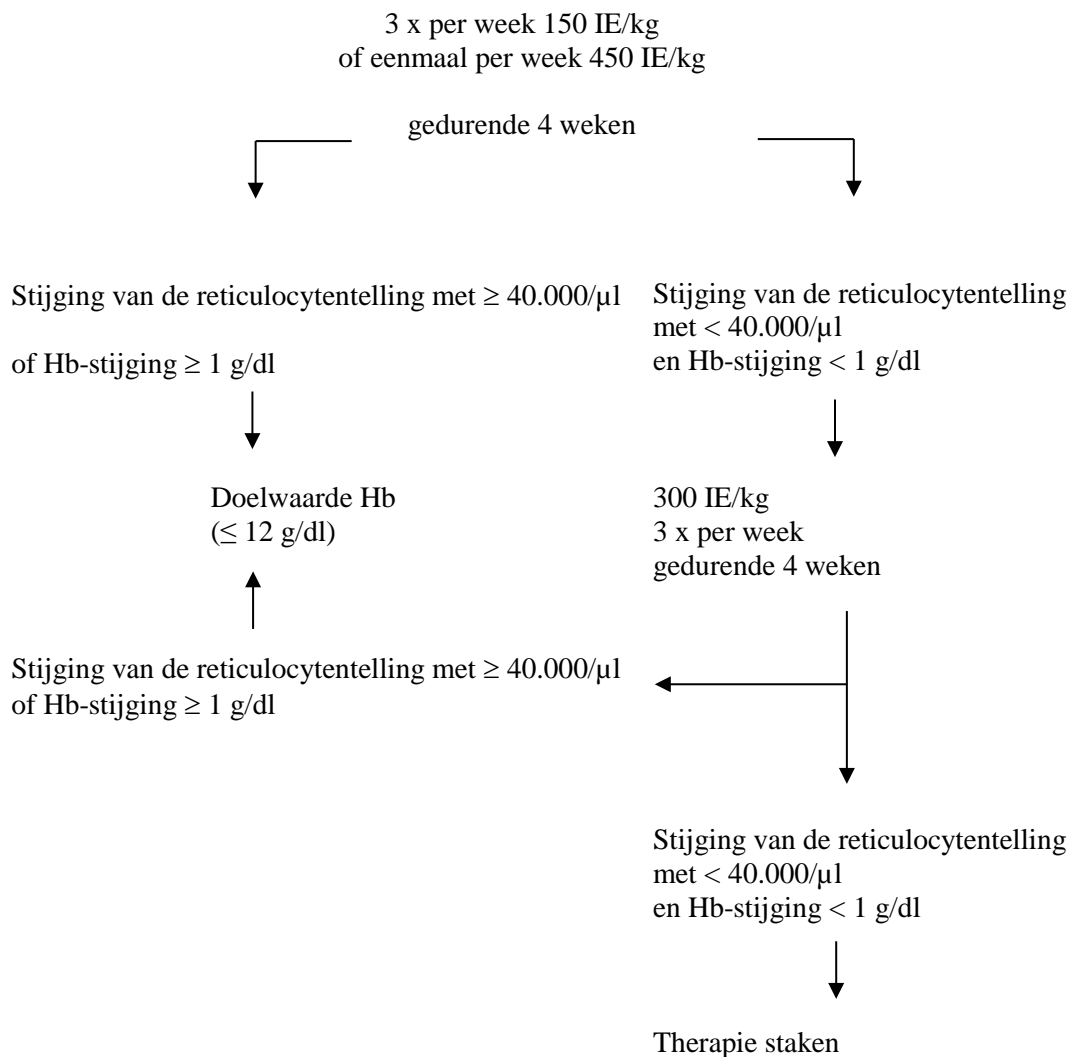 3 x per week 150 IE/kg
of eenmaal per week 450 IE/kg
gedurende 4 weken
Stijging van de reticulocytentelling met ≥ 40.000/µl
of Hb-stijging ≥ 1 g/dl
Stijging van de reticulocytentelling
met < 40.000/µl
en Hb-stijging < 1 g/dl
Doelwaarde Hb
(≤ 12 g/dl)
300 IE/kg
3 x per week
gedurende 4 weken
Stijging van de reticulocytentelling met ≥ 40.000/µl
of Hb-stijging ≥ 1 g/dl
Stijging van de reticulocytentelling
met < 40.000/µl
en Hb-stijging < 1 g/dl
Therapie staken